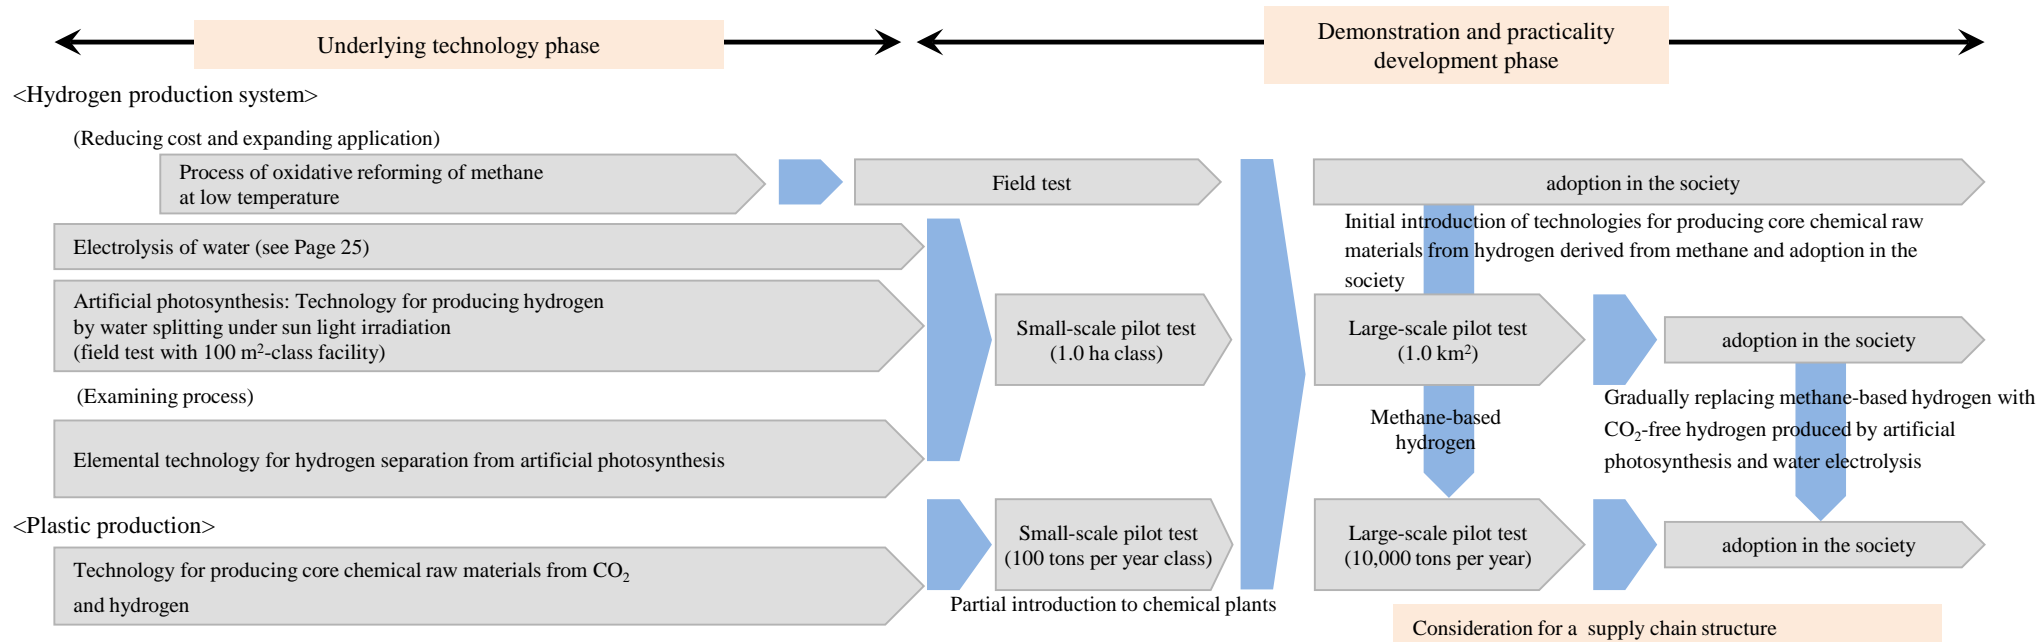 Underlying technology phase
Demonstration and practicality
development phase
<Hydrogen production system>
(Reducing cost and expanding application)
Process of oxidative reforming of methane
at low temperature
Field test
adoption in the society
Initial introduction of technologies for producing core chemical raw
materials from hydrogen derived from methane and adoption in the
society
Electrolysis of water (see Page 25)
Artificial photosynthesis: Technology for producing hydrogen
by water splitting under sun light irradiation
(field test with 100 m²-class facility)
Small-scale pilot test
(1.0 ha class)
Large-scale pilot test
(1.0 km²)
adoption in the society
(Examining process)
Methane-based
hydrogen
Gradually replacing methane-based hydrogen with
CO₂-free hydrogen produced by artificial
photosynthesis and water electrolysis
Elemental technology for hydrogen separation from artificial photosynthesis
<Plastic production>
Technology for producing core chemical raw materials from CO₂
and hydrogen
Small-scale pilot test
(100 tons per year class)
Large-scale pilot test
(10,000 tons per year)
adoption in the society
Partial introduction to chemical plants
Consideration for a supply chain structure